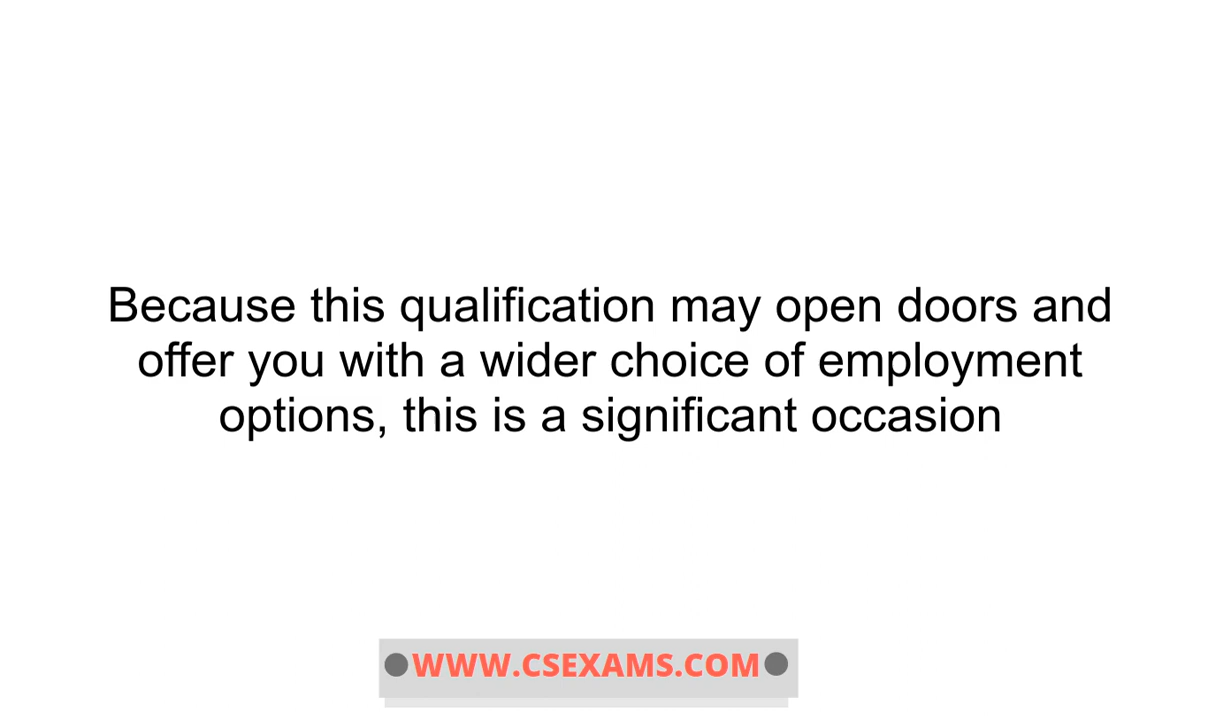 Because this qualification may open doors and
offer you with a wider choice of employment
options, this is a significant occasion
WWW.CSEXAMS.COM